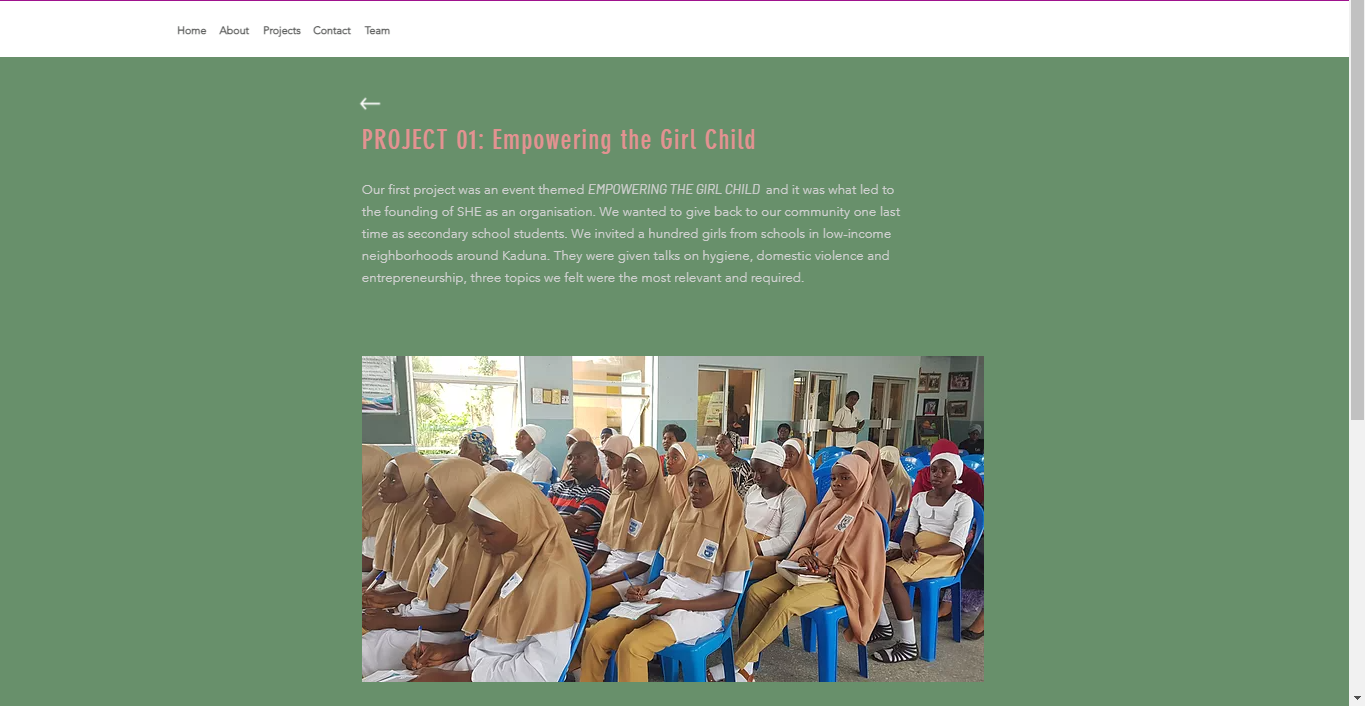 Home About Projects Contact Team
PROJECT 01: Empowering the Girl Child
Our first project was an event themed EMPOWERING THE GIRL CHILD and it was what led to
the founding of SHE as an organisation. We wanted to give back to our community one last
time as secondary school students. We invited a hundred girls from schools in low-income
neighborhoods around Kaduna. They were given talks on hygiene, domestic violence and
entrepreneurship, three topics we felt were the most relevant and required.